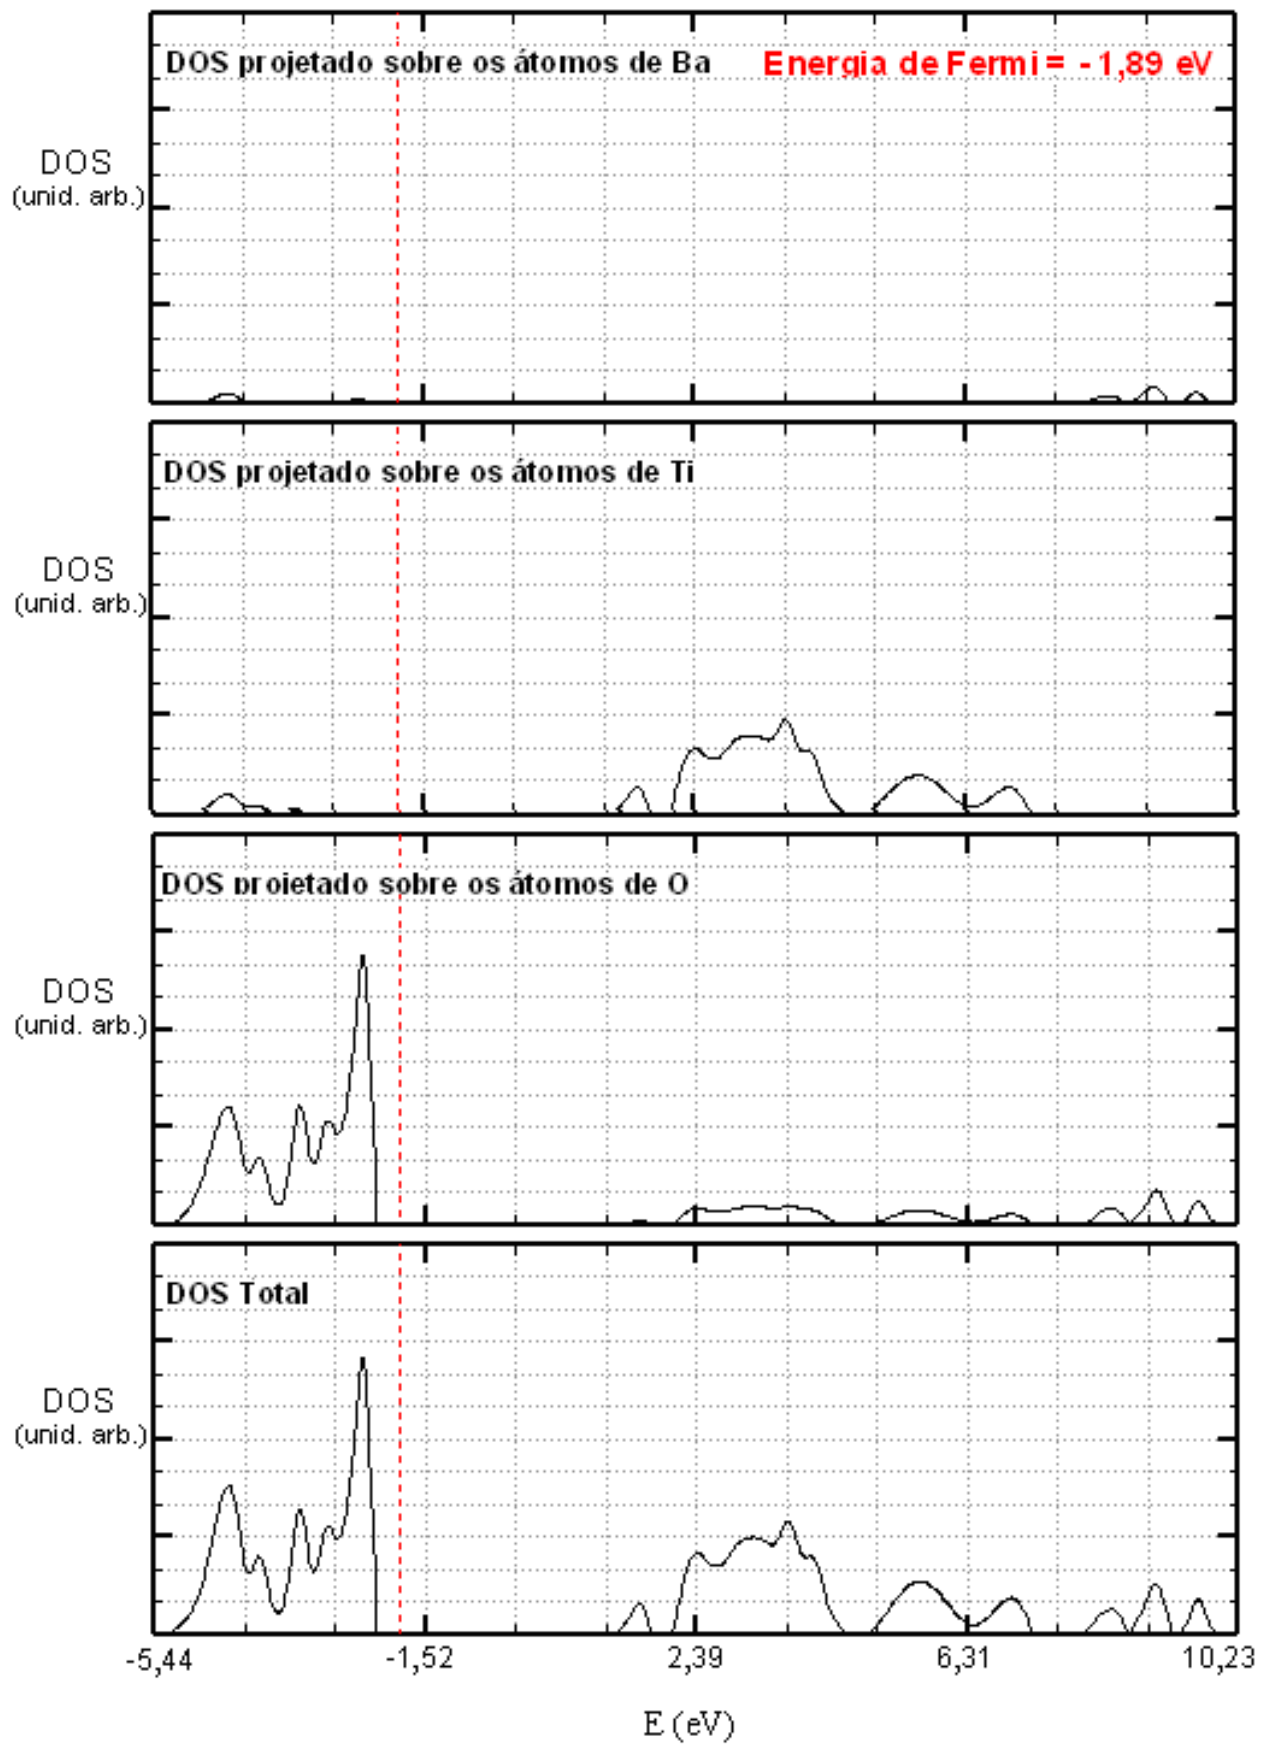 DOS projetado sobre os átomos de Ba
Energia de Fermi = -1,89 eV
DOS
(unid. arb.)
DOS projetado sobre os átomos de Ti
DOS
(unid. arb.)
DOS projetado sobre os átomos de O
DOS
(unid. arb.)
DOS Total
DOS
(unid. arb.)
-5,44 -1,52 2,39 6,31 10,23
E (eV)